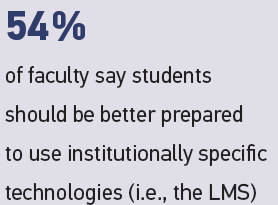 54%
of faculty say students
should be better prepared
to use institutionally specific
technologies (i.e., the LMS)